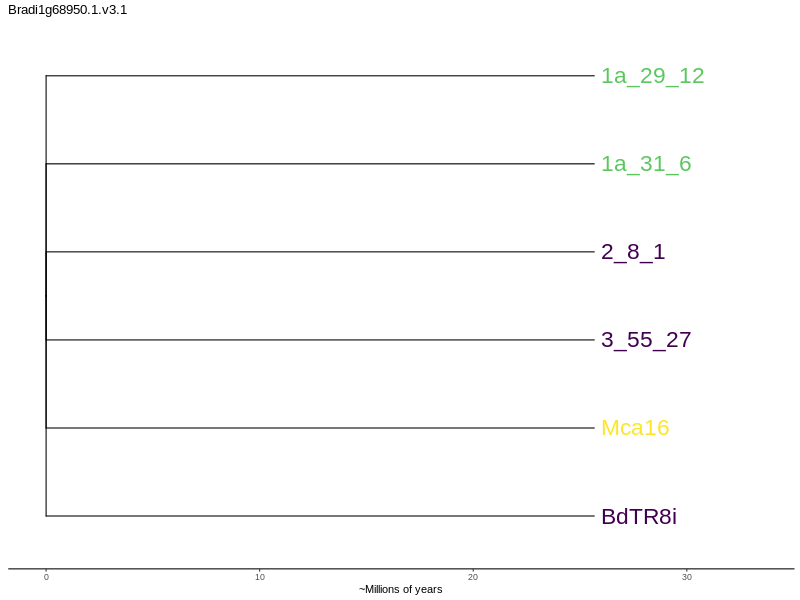 Bradi1g68950.1.v3.1
1a_29_12
1a_31_6
2_8_1
3_55_27
Mca16
BdTR8i
0 10 20 30
~Millions of years